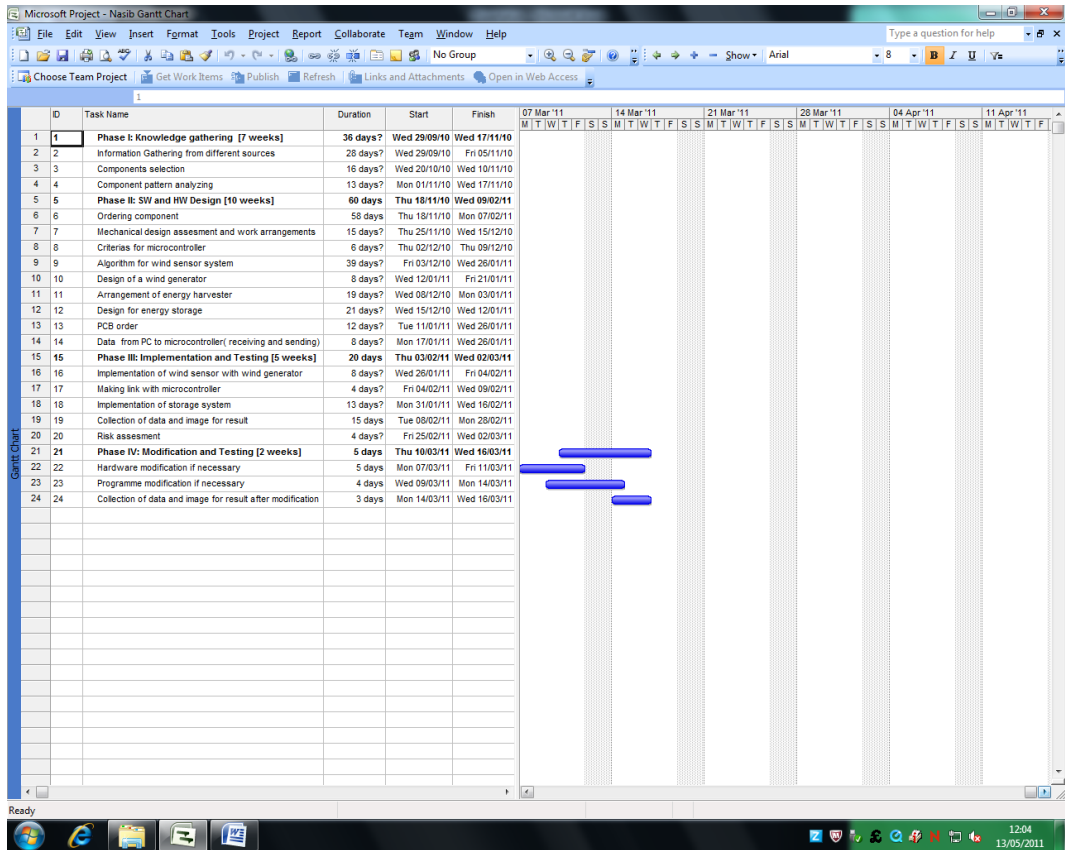 Microsoft Project - Nasib Gantt Chart
File Edit View Insert Format Tools Project Report Collaborate Team Window Help Type a question for help
No Group Show Arial 8 B I U
Choose Team Project Get Work Items Publish Refresh Links and Attachments Open in Web Access
1
ID Task Name Duration Start Finish 07 Mar '11 14 Mar '11 21 Mar '11 28 Mar '11 04 Apr '11 11 Apr '11
M T W T F S S M T W T F S S M T W T F S S M T W T F S S M T W T F S S M T W T F
1 1 Phase I: Knowledge gathering [7 weeks] 36 days? Wed 29/09/10 Wed 17/11/10
2 2 Information Gathering from different sources 28 days? Wed 29/09/10 Fri 05/11/10
3 3 Components selection 16 days? Wed 20/10/10 Wed 10/11/10
4 4 Component pattern analyzing 13 days? Mon 01/11/10 Wed 17/11/10
5 5 Phase II: SW and HW Design [10 weeks] 60 days Thu 18/11/10 Wed 09/02/11
6 6 Ordering component 58 days Thu 18/11/10 Mon 07/02/11
7 7 Mechanical design assesment and work arrangements 15 days? Thu 25/11/10 Wed 15/12/10
8 8 Criterias for microcontroller 6 days? Thu 02/12/10 Thu 09/12/10
9 9 Algorithm for wind sensor system 39 days? Fri 03/12/10 Wed 26/01/11
10 10 Design of a wind generator 8 days? Wed 12/01/11 Fri 21/01/11
11 11 Arrangement of energy harvester 19 days? Wed 08/12/10 Mon 03/01/11
12 12 Design for energy storage 21 days? Wed 15/12/10 Wed 12/01/11
13 13 PCB order 12 days? Tue 11/01/11 Wed 26/01/11
14 14 Data from PC to microcontroller( receiving and sending) 8 days? Mon 17/01/11 Wed 26/01/11
15 15 Phase III: Implementation and Testing [5 weeks] 20 days Thu 03/02/11 Wed 02/03/11
16 16 Implementation of wind sensor with wind generator 8 days? Wed 26/01/11 Fri 04/02/11
17 17 Making link with microcontroller 4 days? Fri 04/02/11 Wed 09/02/11
18 18 Implementation of storage system 13 days? Mon 31/01/11 Wed 16/02/11
19 19 Collection of data and image for result 15 days Tue 08/02/11 Mon 28/02/11
20 20 Risk assesment 4 days? Fri 25/02/11 Wed 02/03/11
21 21 Phase IV: Modification and Testing [2 weeks] 5 days Thu 10/03/11 Wed 16/03/11
22 22 Hardware modification if necessary 5 days Mon 07/03/11 Fri 11/03/11
23 23 Programme modification if necessary 4 days Wed 09/03/11 Mon 14/03/11
24 24 Collection of data and image for result after modification 3 days Mon 14/03/11 Wed 16/03/11
Gantt Chart
Ready
12:04
13/05/2011